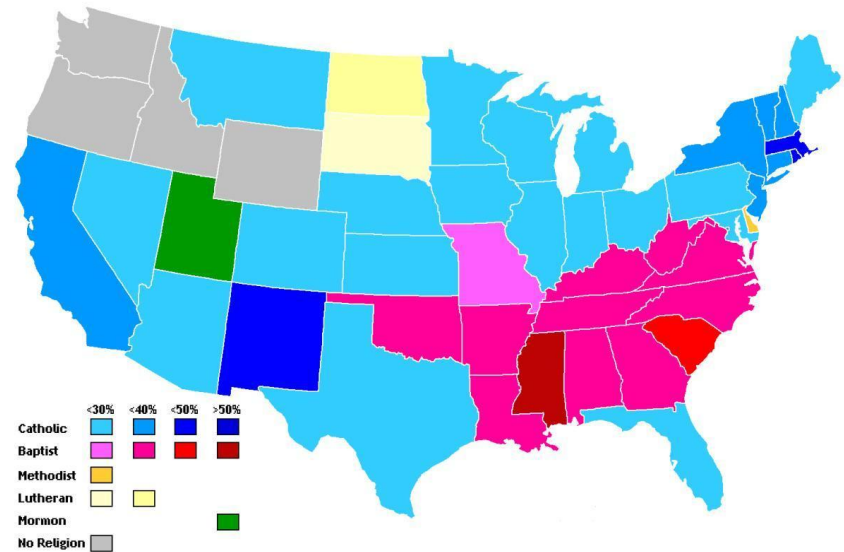 <30% <40% <50% >50%
Catholic
Baptist
Methodist
Lutheran
Mormon
No Religion